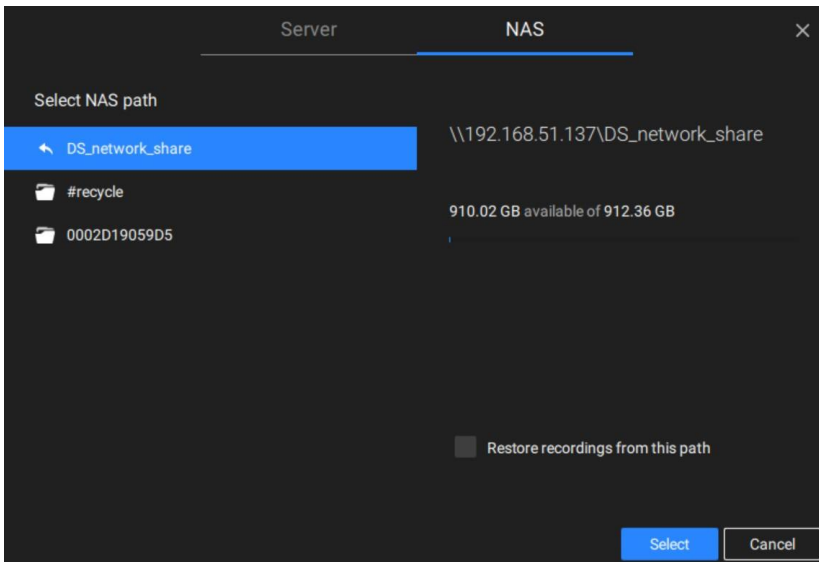 Server
NAS
Select NAS path
DS_network_share
#recycle
0002D19059D5
\\192.168.51.137\DS_network_share
910.02 GB available of 912.36 GB
Restore recordings from this path
Select
Cancel